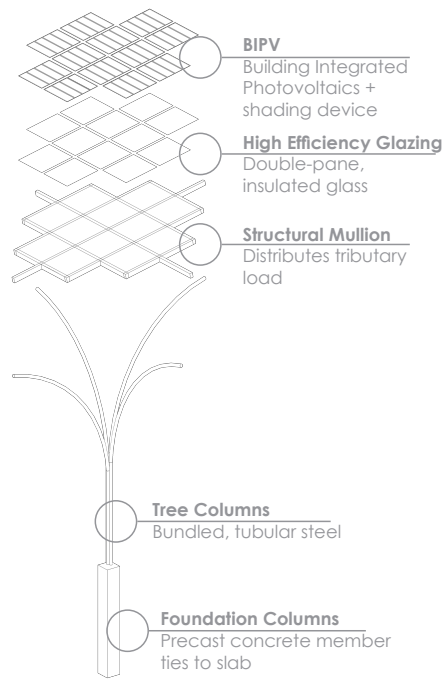 BIPV
Building Integrated
Photovoltaics +
shading device
High Efficiency Glazing
Double-pane,
insulated glass
Structural Mullion
Distributes tributary
load
Tree Columns
Bundled, tubular steel
Foundation Columns
Precast concrete member
ties to slab